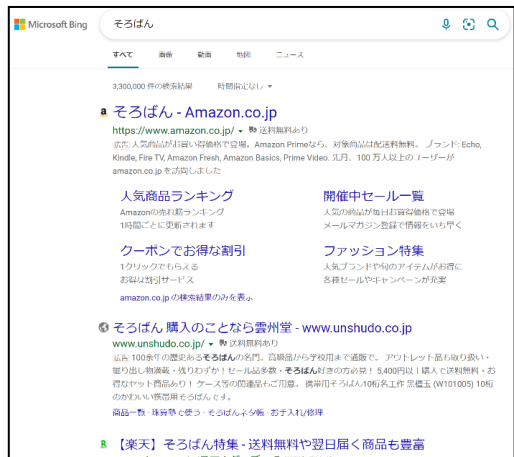 Microsoft Bing
そろばん
すべて 画像 動画 地図 ニュース
3,300,000 件の検索結果 時間指定なし
そろばん - Amazon.co.jp
https://www.amazon.co.jp/ 送料無料あり
広告 人気商品がお買い得価格で登場。Amazon Primeなら、対象商品は配送料無料。 ブランド: Echo,
Kindle, Fire TV, Amazon Fresh, Amazon Basics, Prime Video. 先月、100 万人以上のユーザーが
amazon.co.jp を訪問しました
人気商品ランキング
Amazonの売れ筋ランキング
1時間ごとに更新されます
開催中セール一覧
人気の商品が毎日お買得価格で登場
メールマガジン登録で情報をいち早く
クーポンでお得な割引
1クリックでもらえる
お得な割引サービス
ファッション特集
人気ブランドや旬のアイテムがお得に
各種セールやキャンペーンが充実
amazon.co.jp の検索結果のみを表示
そろばん 購入のことなら雲州堂 - www.unshudo.co.jp
www.unshudo.co.jp/ 送料無料あり
広告 100余年の歴史あるそろばんの名門。高級品から学校用まで通販で。 アウトレット品も取り扱い・
掘り出し物満載・残りわずか！セール品多数・そろばん好きの方必見！ 5,400円以上購入で送料無料・お
得なセット商品あり！ ケース等の関連品もご用意。 携帯用そろばん10桁名工作 黒檀玉 (W101005) 10桁
のかわいい携帯用そろばんです。
商品一覧・珠算塾で使う・そろばんネタ帳・お手入れ/修理
【楽天】そろばん特集 - 送料無料や翌日届く商品も豊富